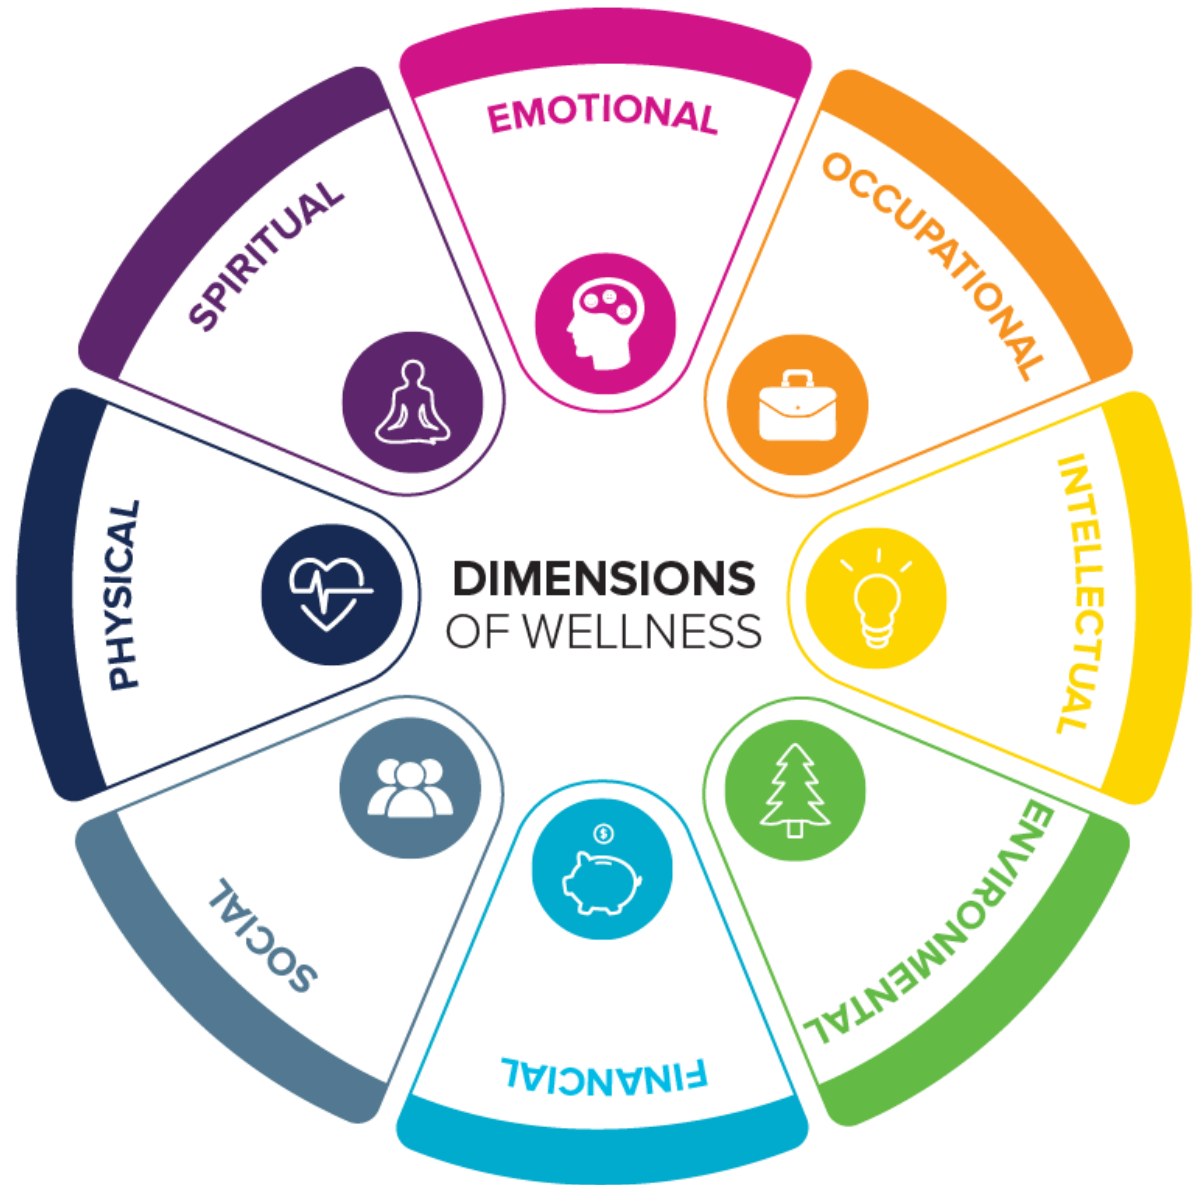 EMOTIONAL
OCCUPATIONAL
INTELLECTUAL
ENVIRONMENTAL
FINANCIAL
SOCIAL
PHYSICAL
SPIRITUAL
DIMENSIONS
OF WELLNESS
$